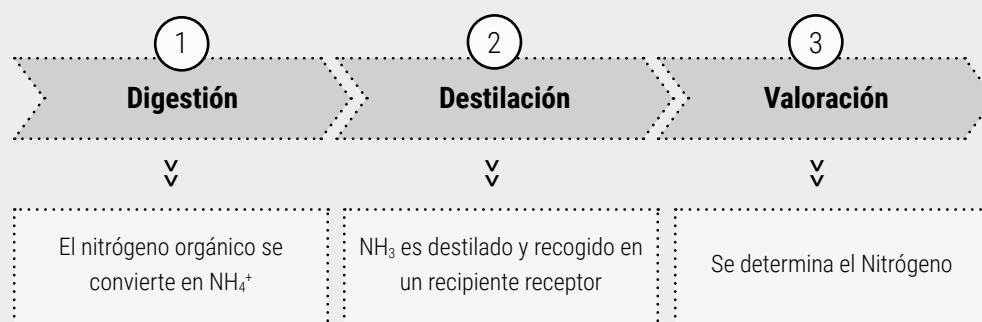 1
Digestión
El nitrógeno orgánico se
convierte en NH₄⁺
2
Destilación
NH₃ es destilado y recogido en
un recipiente receptor
3
Valoración
Se determina el Nitrógeno